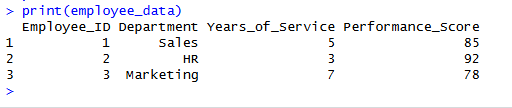 > print(employee_data)
  Employee_ID Department Years_of_Service Performance_Score
1           1      Sales                5                85
2           2         HR                3                92
3           3  Marketing                7                78
>